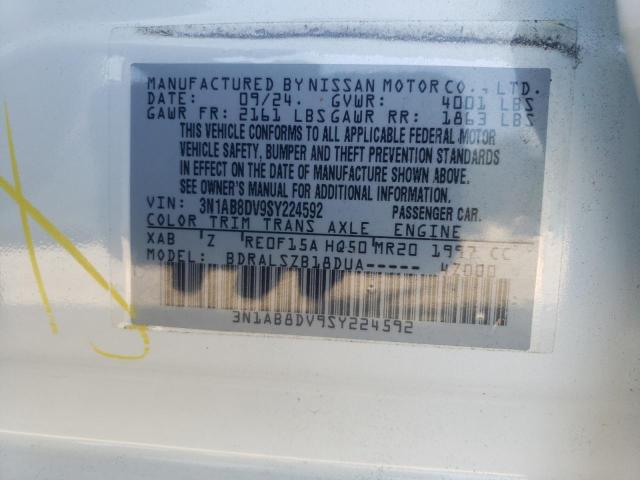 MANUFACTURED BY NISSAN MOTOR CO., LTD.
DATE: 09/24. GVWR: 4001 LBS
GAWR FR: 2161 LBS GAWR RR: 1863 LBS
THIS VEHICLE CONFORMS TO ALL APPLICABLE FEDERAL MOTOR
VEHICLE SAFETY, BUMPER AND THEFT PREVENTION STANDARDS
IN EFFECT ON THE DATE OF MANUFACTURE SHOWN ABOVE.
SEE OWNER'S MANUAL FOR ADDITIONAL INFORMATION.
VIN: 3N1AB8DV9SY224592 PASSENGER CAR.
COLOR TRIM TRANS AXLE ENGINE
XAB Z RE0F15A HQ50 MR20 1997 CC
MODEL: BDRALSZB18DUA----- 47000
3N1AB8DV9SY224592